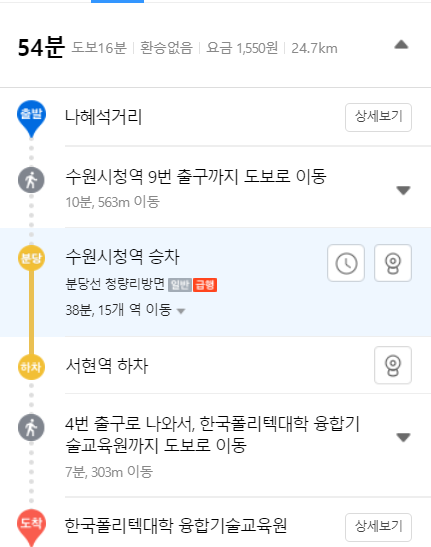 54분 도보16분 환승없음 요금 1,550원 24.7km
출발 나혜석거리 상세보기
수원시청역 9번 출구까지 도보로 이동
10분, 563m 이동
분당 수원시청역 승차
분당선 청량리방면 일반 급행
38분, 15개 역 이동
하차 서현역 하차
4번 출구로 나와서, 한국폴리텍대학 융합기
술교육원까지 도보로 이동
7분, 303m 이동
도착 한국폴리텍대학 융합기술교육원 상세보기